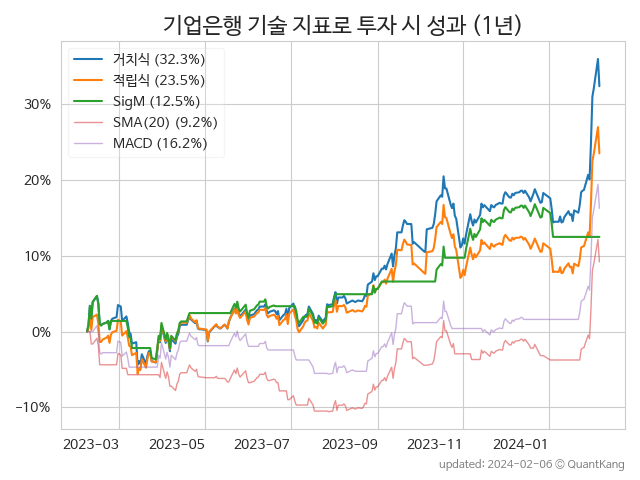 기업은행 기술 지표로 투자 시 성과 (1년)
거치식 (32.3%)
적립식 (23.5%)
SigM (12.5%)
SMA(20) (9.2%)
MACD (16.2%)
30%
20%
10%
0%
−10%
2023-03 2023-05 2023-07 2023-09 2023-11 2024-01
updated: 2024-02-06 © QuantKang